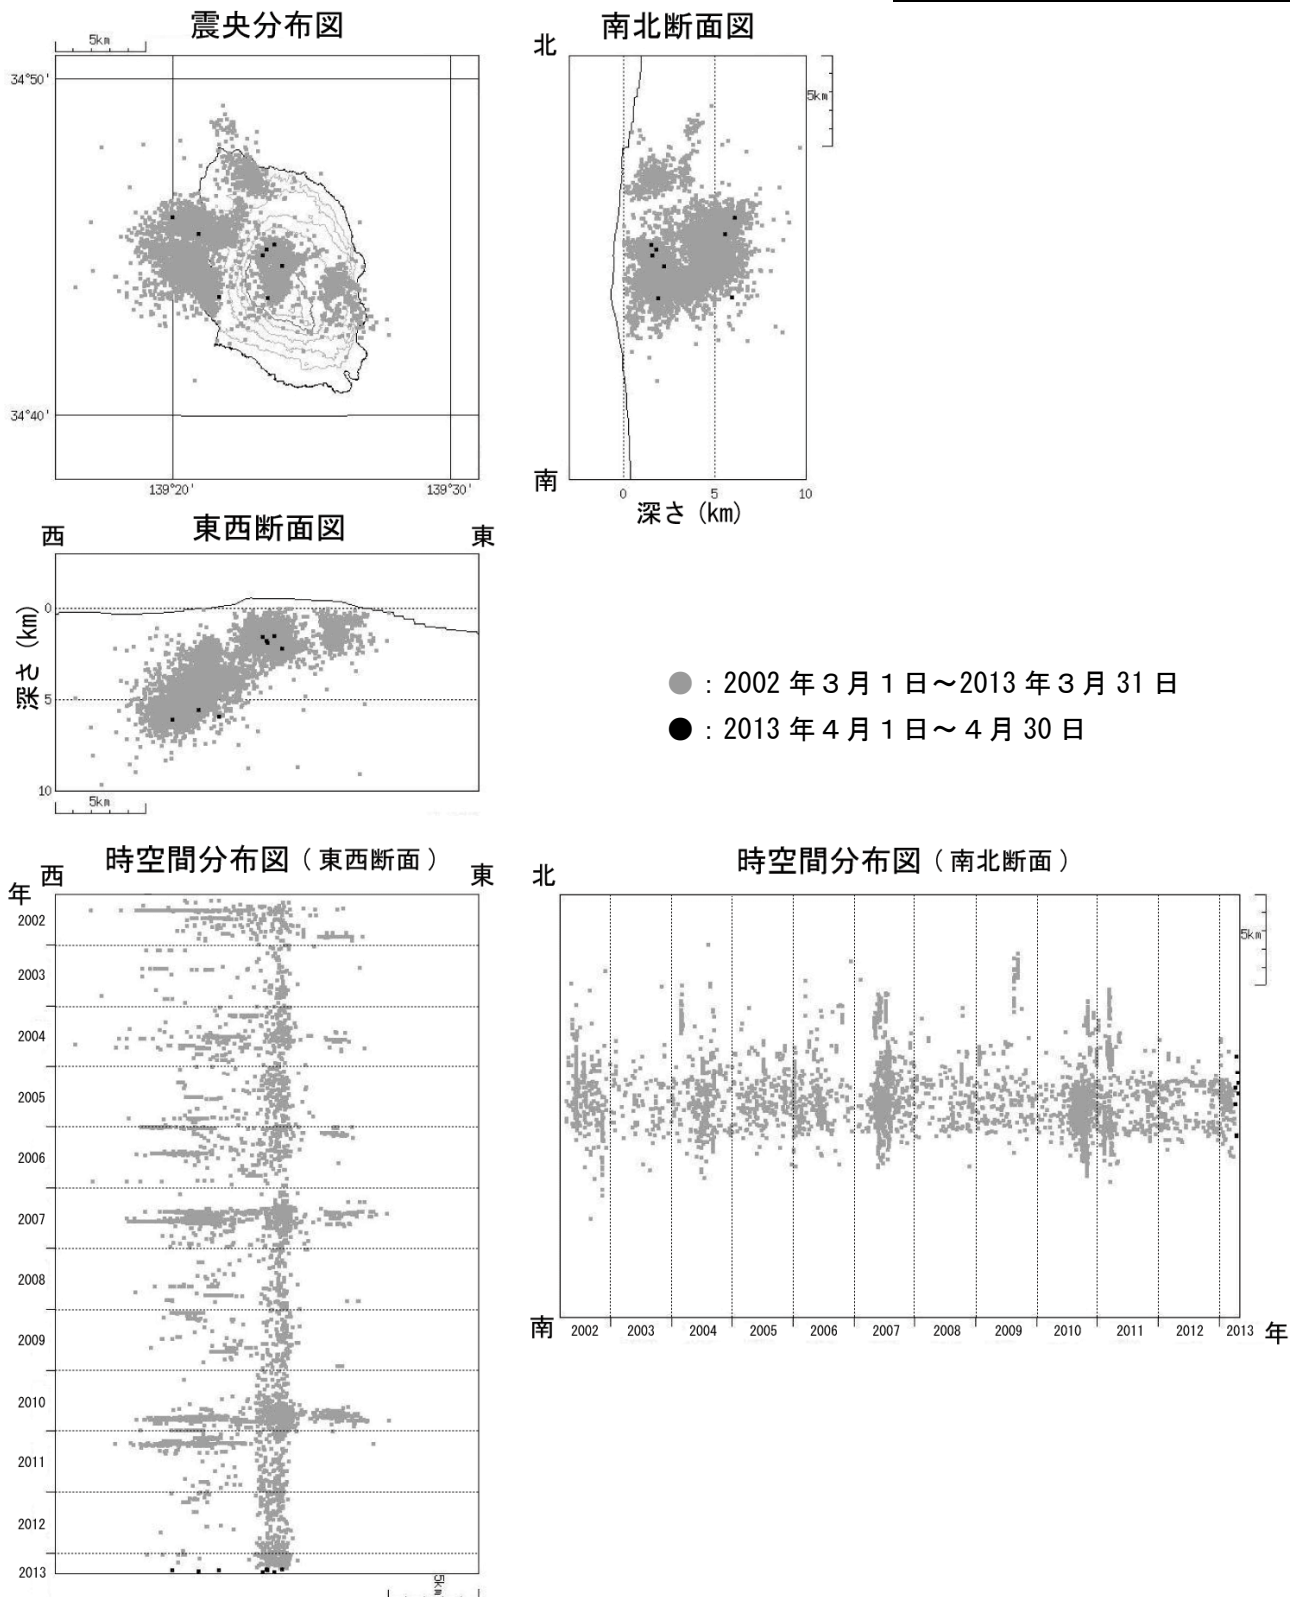 震央分布図
南北断面図
5km
北
34°50'
5km
34°40'
南
139°20'
139°30'
0
5
10
深さ (km)
西
東西断面図
東
0
深さ (km)
5
10
5km
：2002 年３月１日～2013 年３月 31 日
：2013 年４月１日～４月 30 日
時空間分布図（東西断面）
時空間分布図（南北断面）
西
東
北
年
2002
5km
2003
2004
2005
2006
2007
2008
2009
2010
2011
2012
2013
5km
南
2002
2003
2004
2005
2006
2007
2008
2009
2010
2011
2012
2013
年